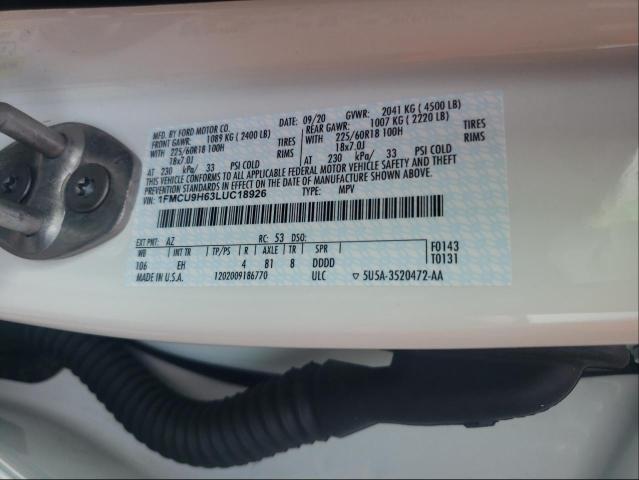 MFD. BY FORD MOTOR CO. DATE: 09/20 GVWR: 2041 KG ( 4500 LB)
FRONT GAWR: 1089 KG ( 2400 LB) REAR GAWR: 1007 KG ( 2220 LB)
WITH 225/60R18 100H TIRES WITH 225/60R18 100H TIRES
18x7.0J RIMS 18x7.0J RIMS
AT 230 kPa/ 33 PSI COLD AT 230 kPa/ 33 PSI COLD
THIS VEHICLE CONFORMS TO ALL APPLICABLE FEDERAL MOTOR VEHICLE SAFETY AND THEFT
PREVENTION STANDARDS IN EFFECT ON THE DATE OF MANUFACTURE SHOWN ABOVE.
VIN: 1FMCU9H63LUC18926 TYPE: MPV
EXT PNT: AZ RC: 53 DSO: F0143
WB INT TR TP/PS R AXLE TR SPR T0131
106 EH 4 81 8 DDDD
MADE IN U.S.A. 1202009186770 ULC ▽ 5U5A-3520472-AA